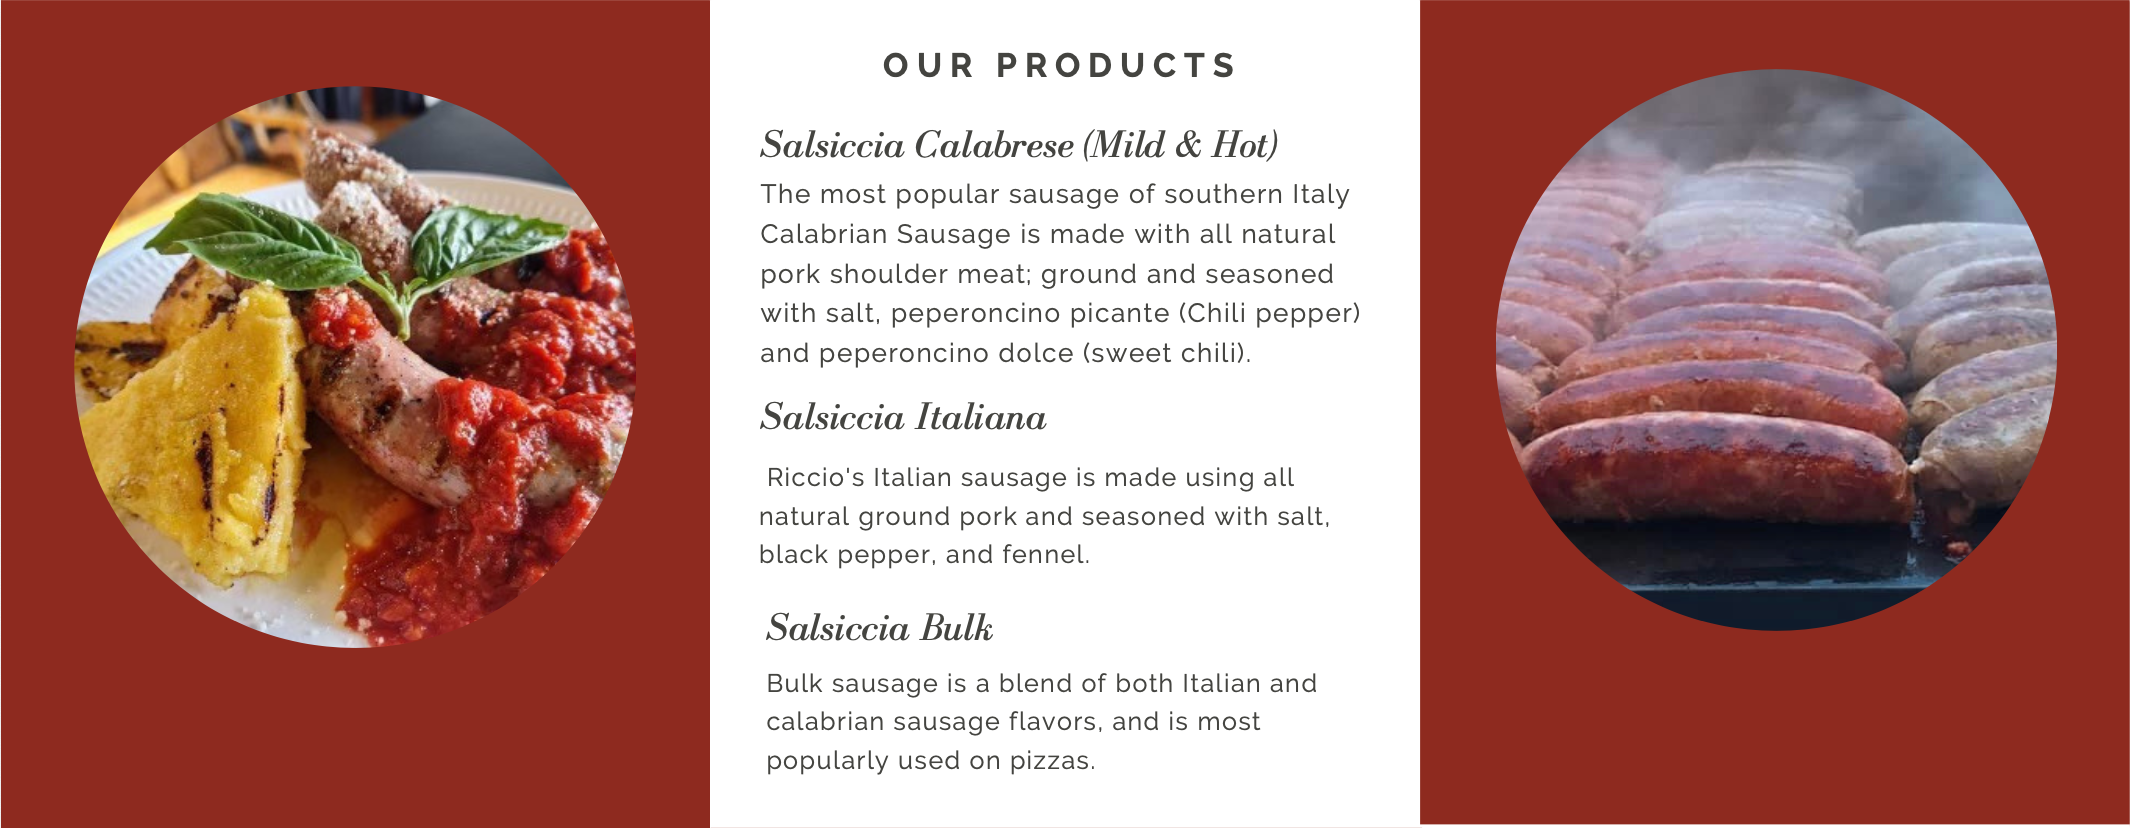 OUR PRODUCTS
Salsiccia Calabrese (Mild & Hot)
The most popular sausage of southern Italy
Calabrian Sausage is made with all natural
pork shoulder meat; ground and seasoned
with salt, peperoncino picante (Chili pepper)
and peperoncino dolce (sweet chili).
Salsiccia Italiana
Riccio's Italian sausage is made using all
natural ground pork and seasoned with salt,
black pepper, and fennel.
Salsiccia Bulk
Bulk sausage is a blend of both Italian and
calabrian sausage flavors, and is most
popularly used on pizzas.